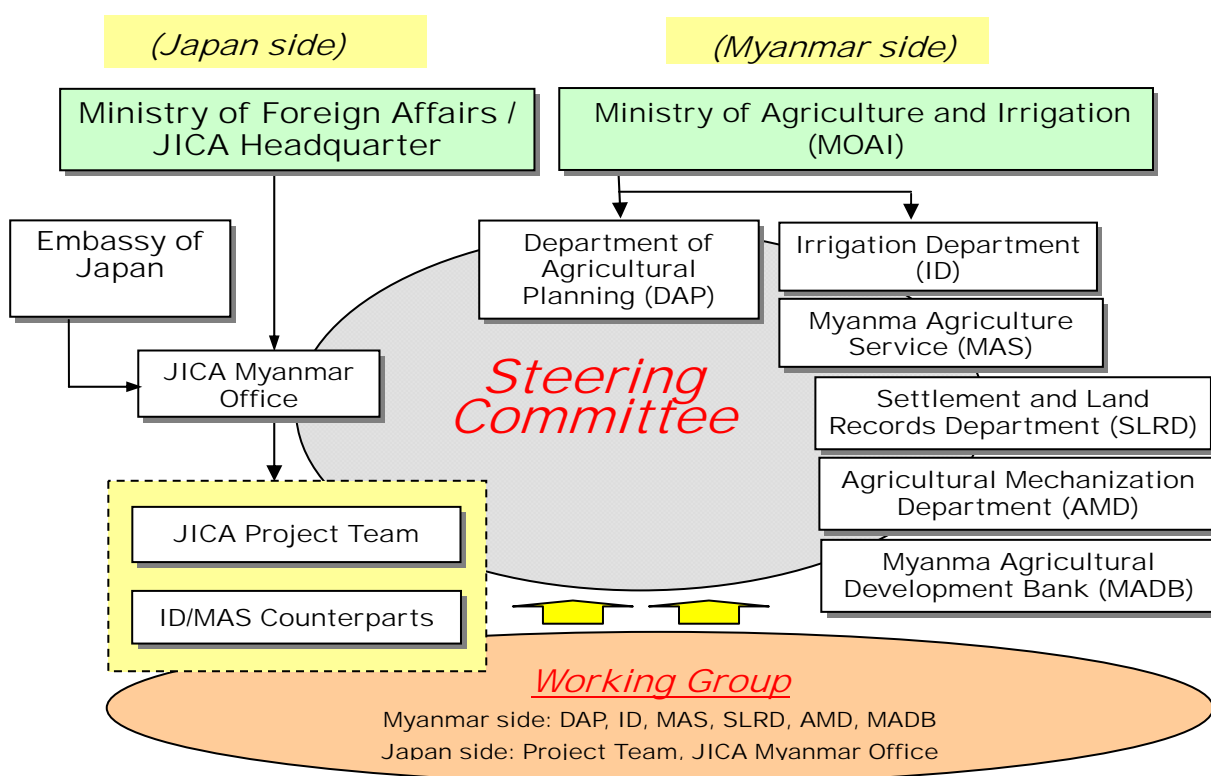 (Japan side)
(Myanmar side)
Ministry of Foreign Affairs /
JICA Headquarter
Ministry of Agriculture and Irrigation
(MOAI)
Embassy of
Japan
Department of
Agricultural
Planning (DAP)
Irrigation Department
(ID)
Myanma Agriculture
Service (MAS)
JICA Myanmar
Office
Steering
Committee
Settlement and Land
Records Department (SLRD)
Agricultural Mechanization
Department (AMD)
JICA Project Team
Myanma Agricultural
Development Bank (MADB)
ID/MAS Counterparts
Working Group
Myanmar side: DAP, ID, MAS, SLRD, AMD, MADB
Japan side: Project Team, JICA Myanmar Office